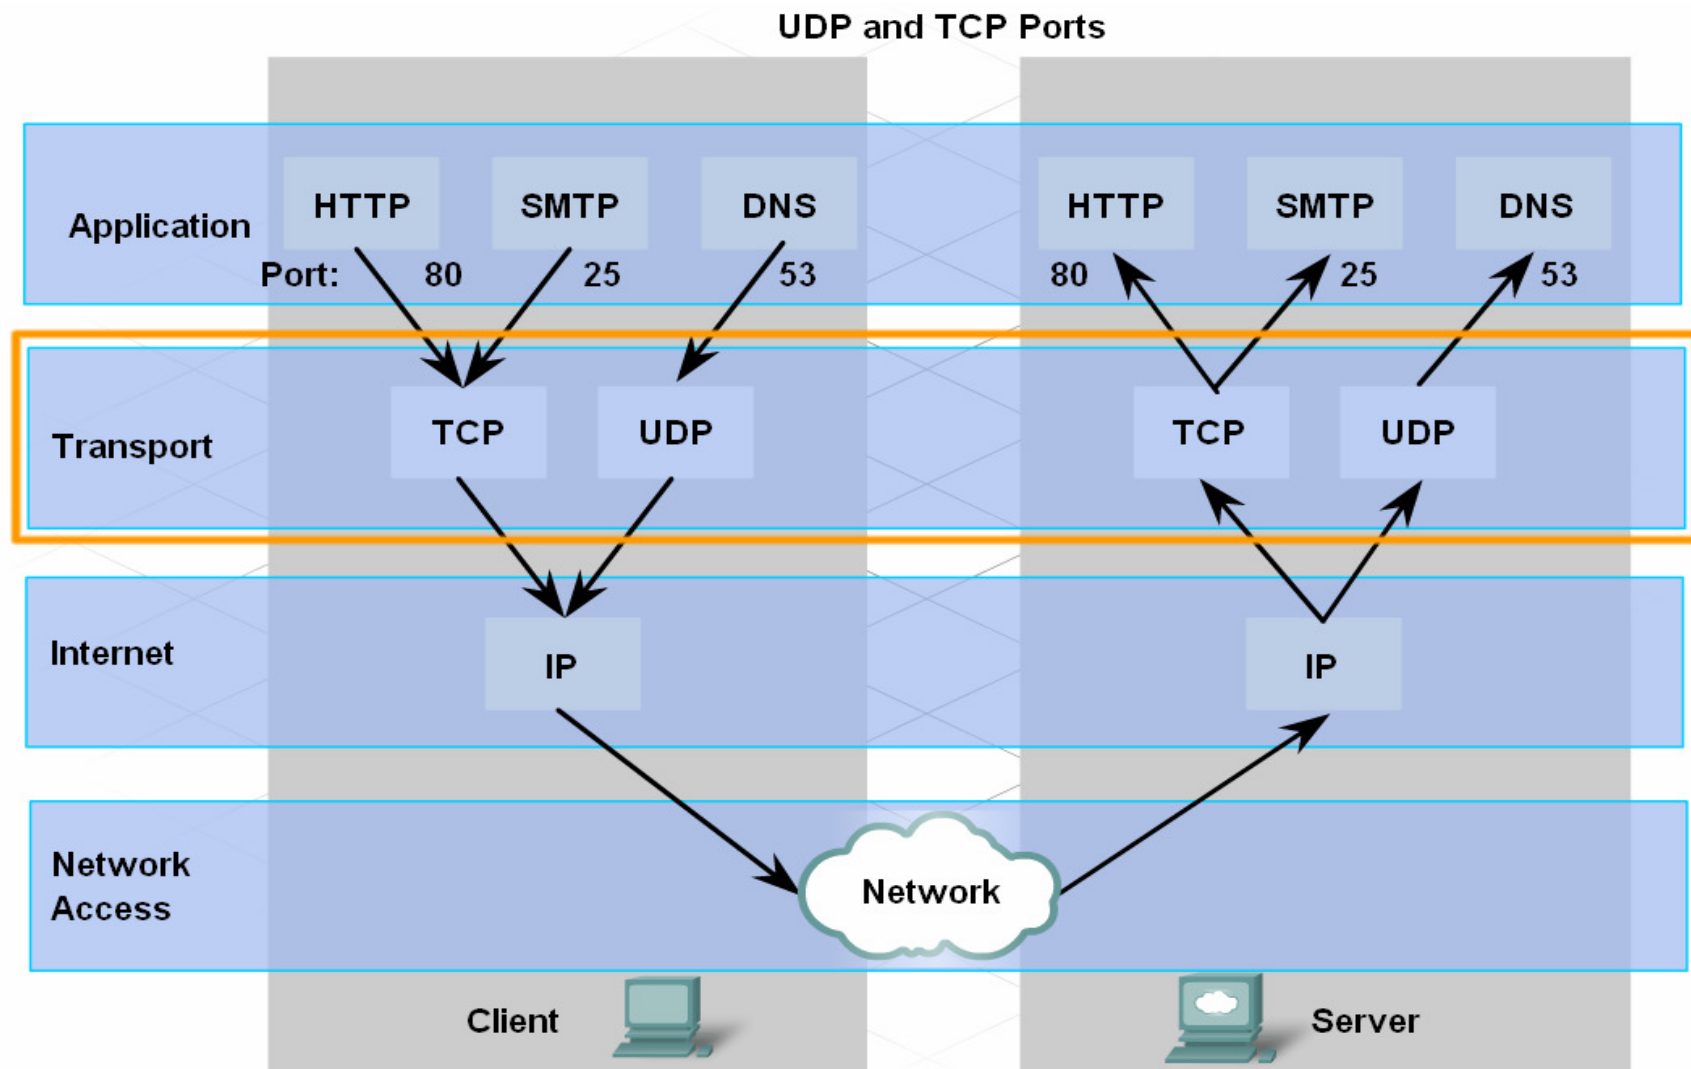 UDP and TCP Ports
Application
HTTP SMTP DNS HTTP SMTP DNS
Port: 80 25 53 80 25 53
Transport
TCP UDP TCP UDP
Internet
IP IP
Network
Access
Network
Client Server